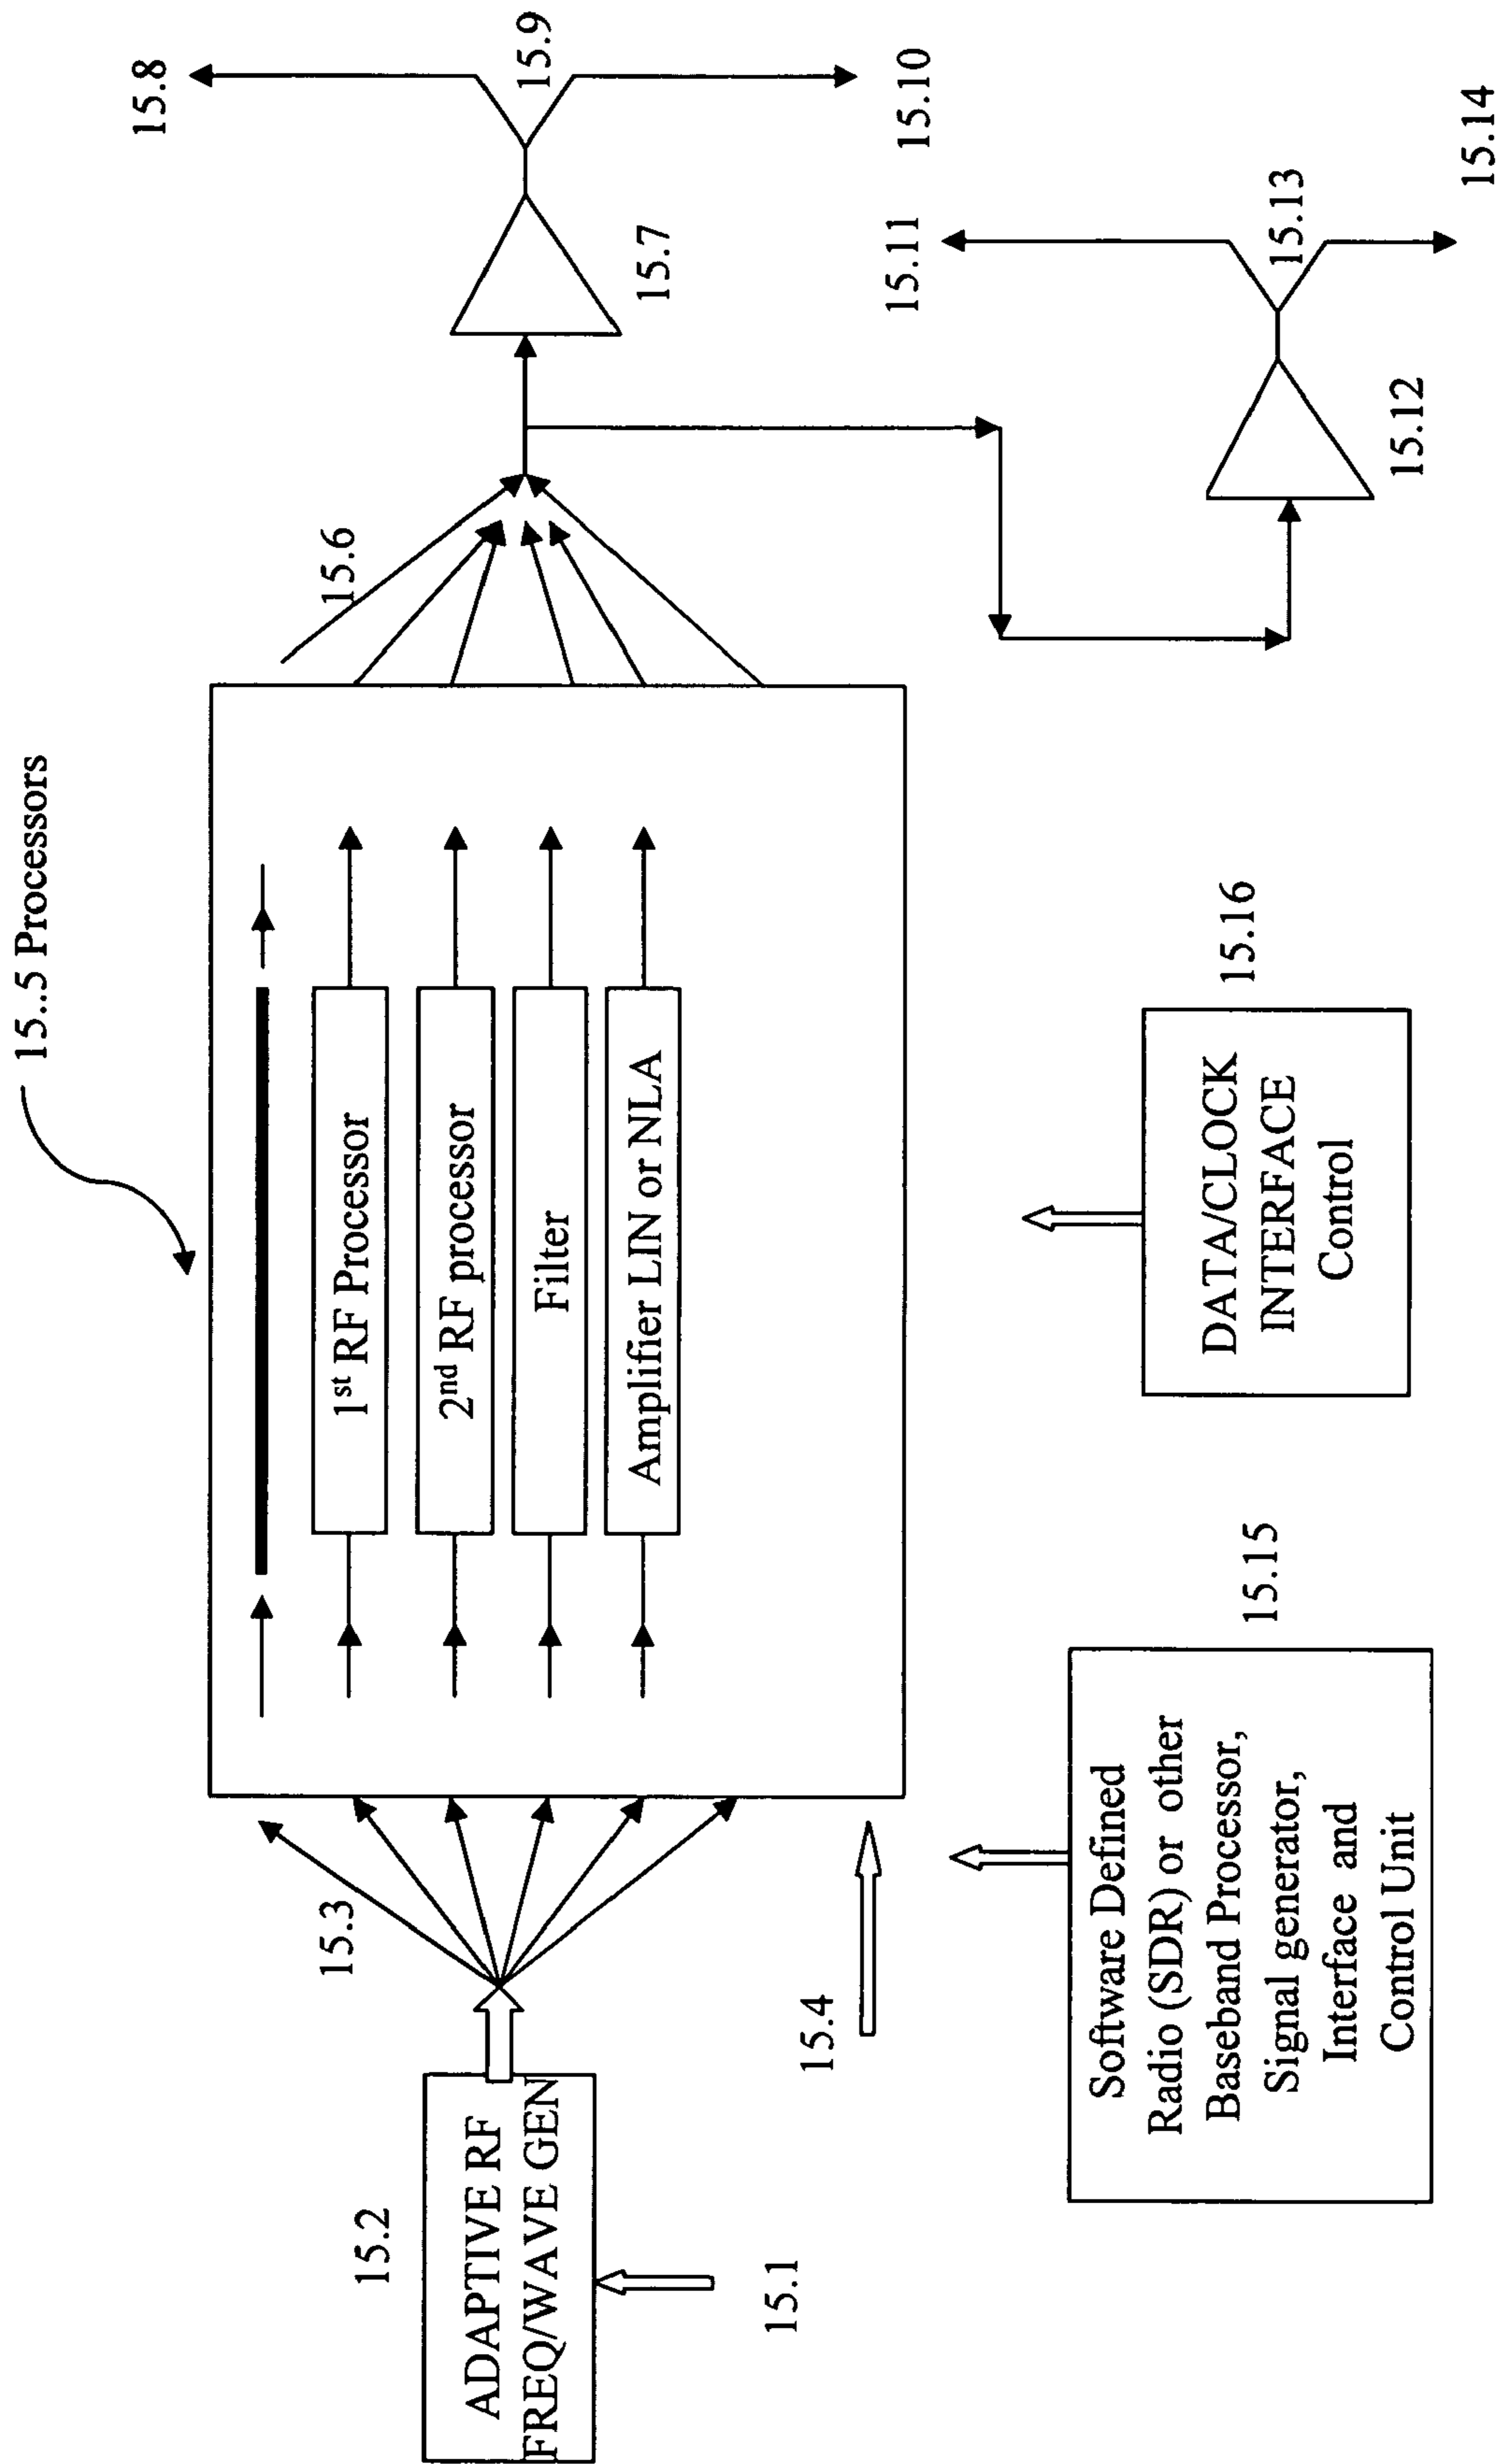 15..5 Processors
15.8
15.9
15.10
15.7
15.6
15.11
15.13
15.14
15.12
1st RF Processor
2nd RF processor
Filter
Amplifier LIN or NLA
15.3
15.2
ADAPTIVE RF
FREQ/WAVE GEN
15.1
15.4
15.15
Software Defined
Radio (SDR) or other
Baseband Processor,
Signal generator,
Interface and
Control Unit
15.16
DATA/CLOCK
INTERFACE
Control